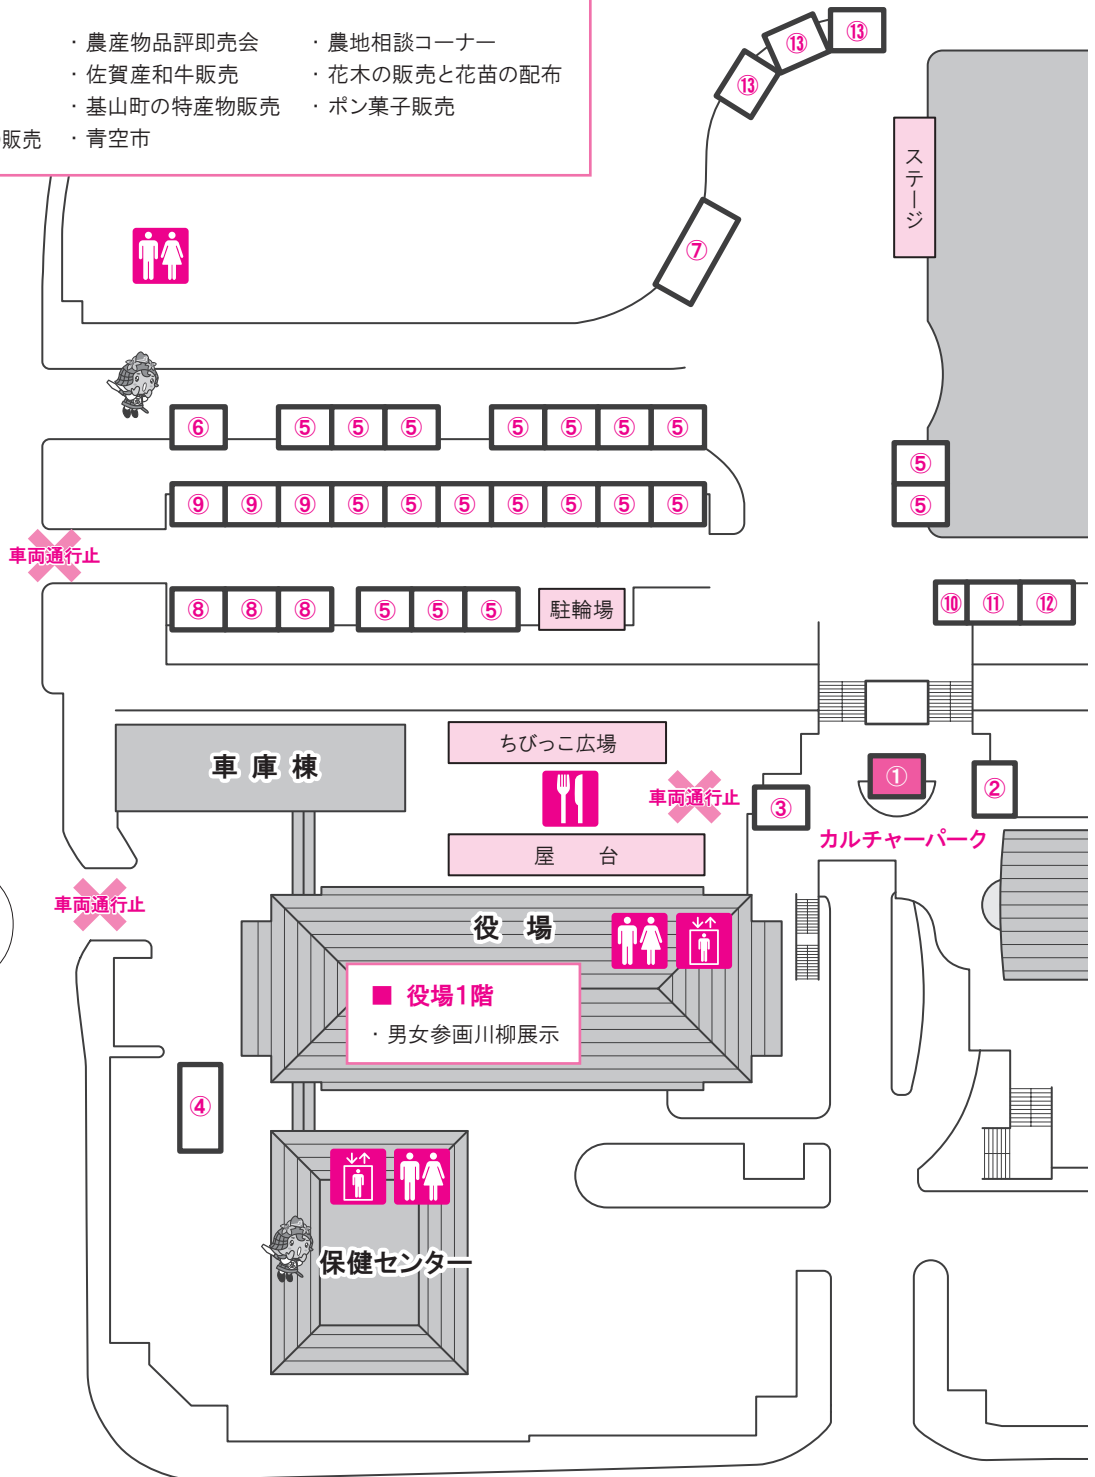 ・農産物品評即売会　・農地相談コーナー
・佐賀産和牛販売　・花木の販売と花苗の配布
・基山町の特産物販売　・ポン菓子販売
販売　・青空市
⑬
⑬
⑬
ステージ
⑦
⑥ ⑤ ⑤ ⑤ ⑤ ⑤ ⑤ ⑤
⑤
⑨ ⑨ ⑨ ⑤ ⑤ ⑤ ⑤ ⑤ ⑤ ⑤
⑤
車両通行止
⑧ ⑧ ⑧ ⑤ ⑤ ⑤ 駐輪場 ⑩ ⑪ ⑫
車庫棟
ちびっこ広場
①
②
車両通行止
③
カルチャーパーク
屋　台
車両通行止
役　場
■ 役場1階
・男女参画川柳展示
④
保健センター